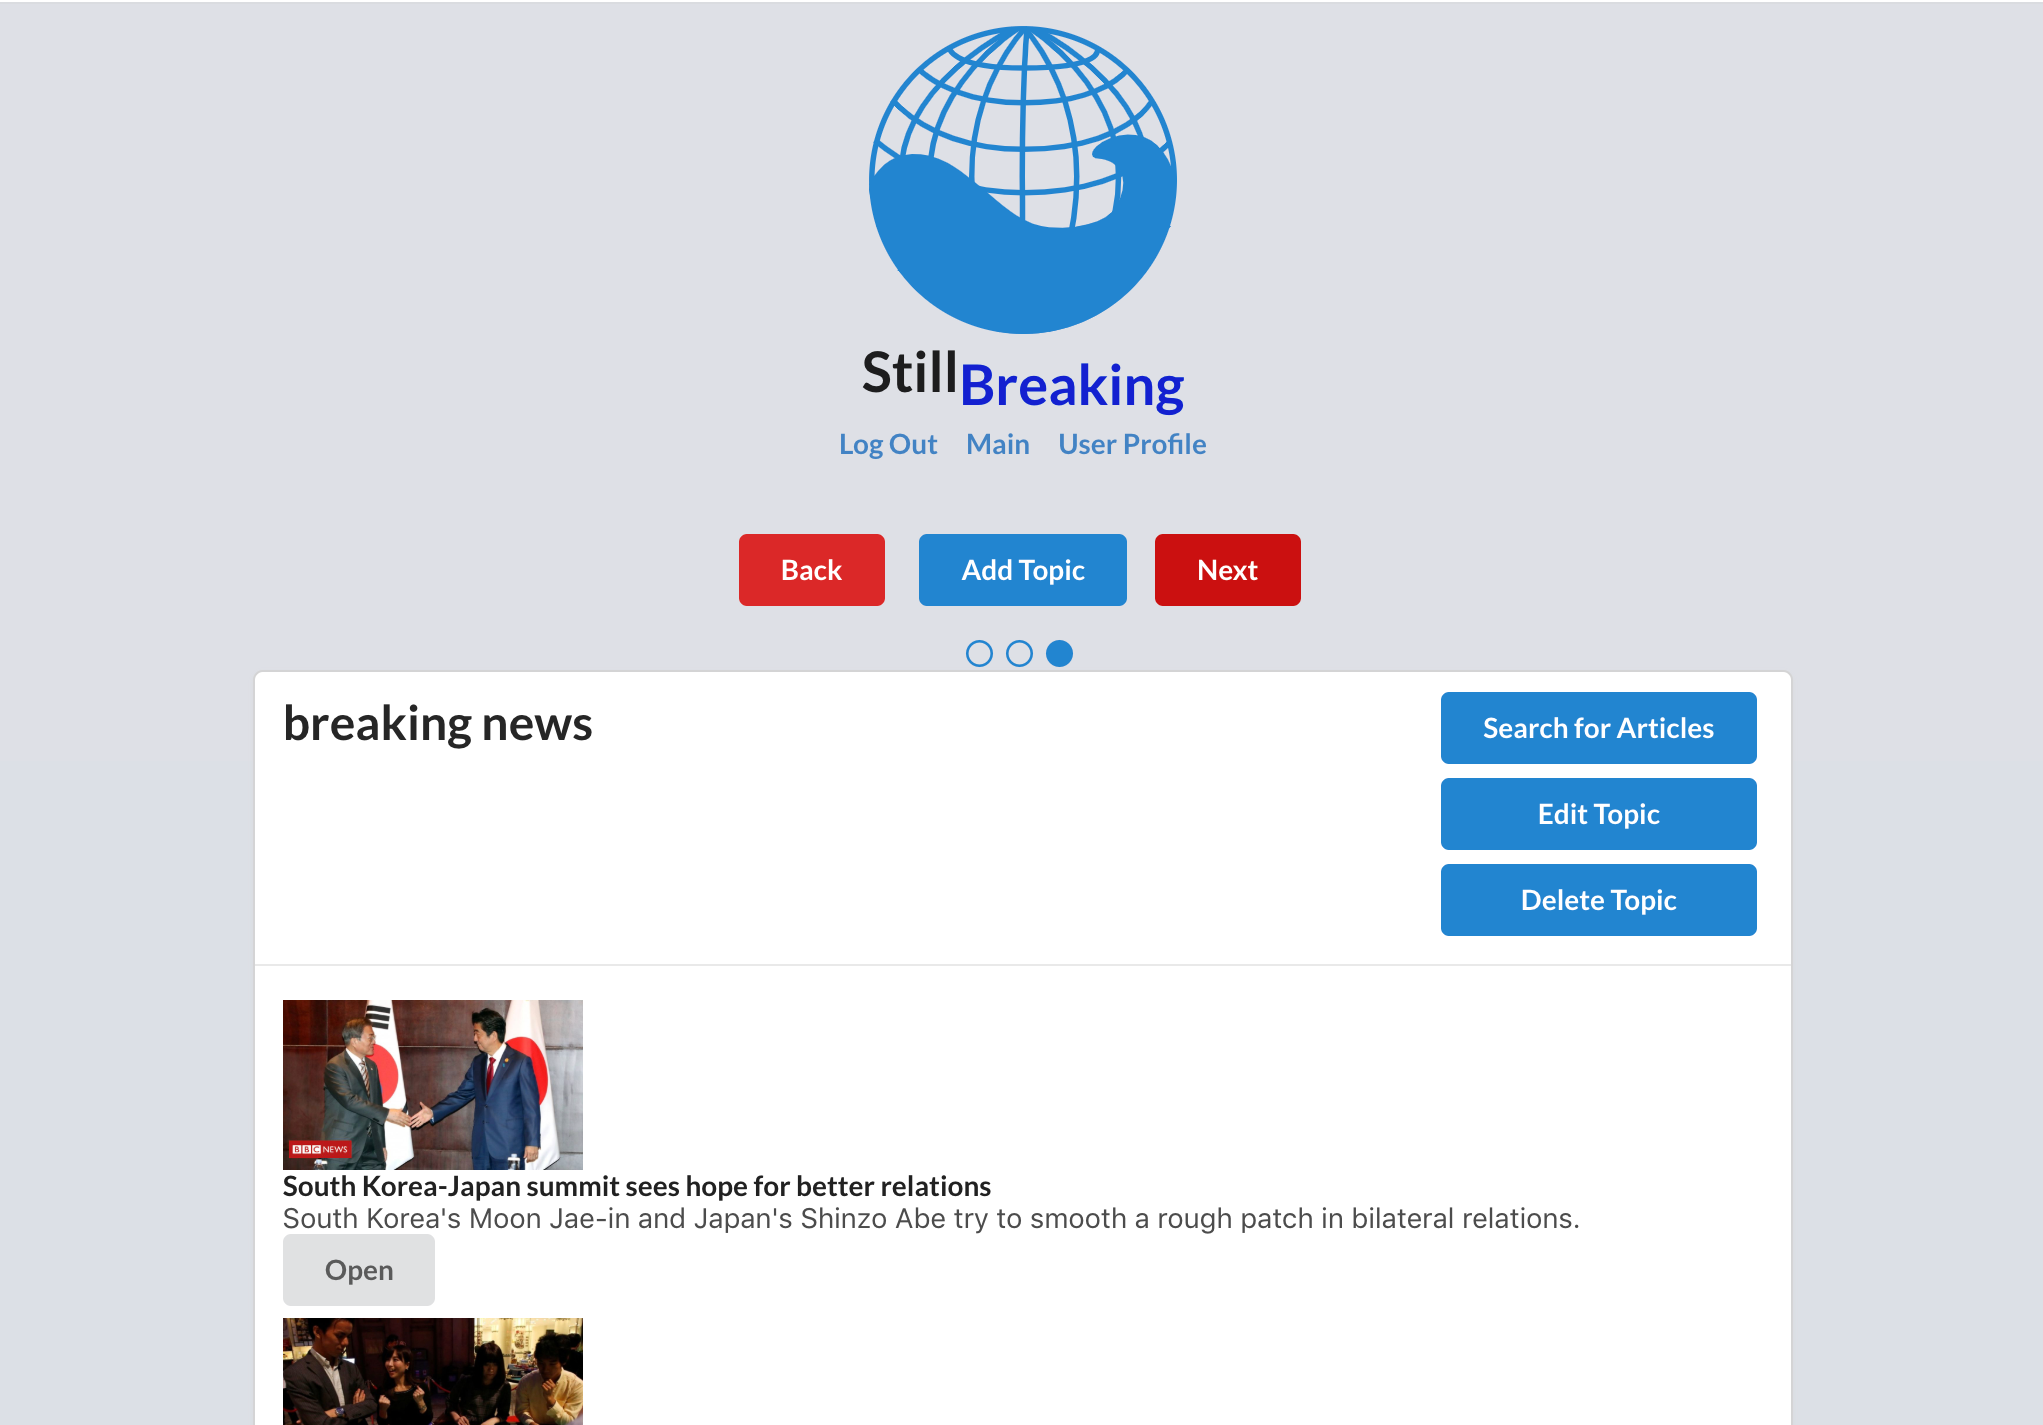 Still Breaking
Log Out Main User Profile
Back Add Topic Next
breaking news
Search for Articles
Edit Topic
Delete Topic
BBC NEWS
South Korea-Japan summit sees hope for better relations
South Korea's Moon Jae-in and Japan's Shinzo Abe try to smooth a rough patch in bilateral relations.
Open